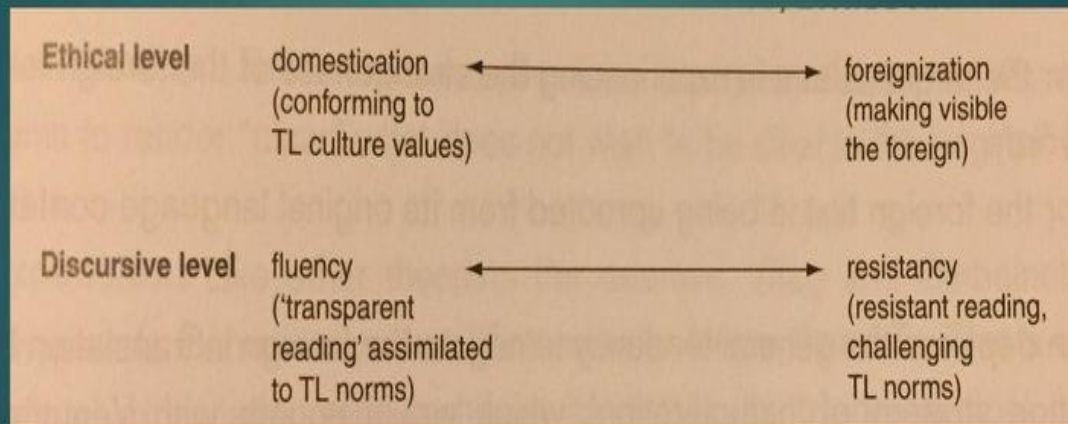 Ethical level domestication foreignization
(conforming to (making visible
TL culture values) the foreign)
Discursive level fluency resistancy
('transparent (resistant reading,
reading' assimilated challenging
to TL norms) TL norms)